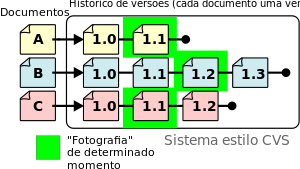 Histórico de versões (cada documento uma ver
Documentos
A 1.0 1.1
B 1.0 1.1 1.2 1.3
C 1.0 1.1 1.2
"Fotografia"
de determinado
momento
Sistema estilo CVS